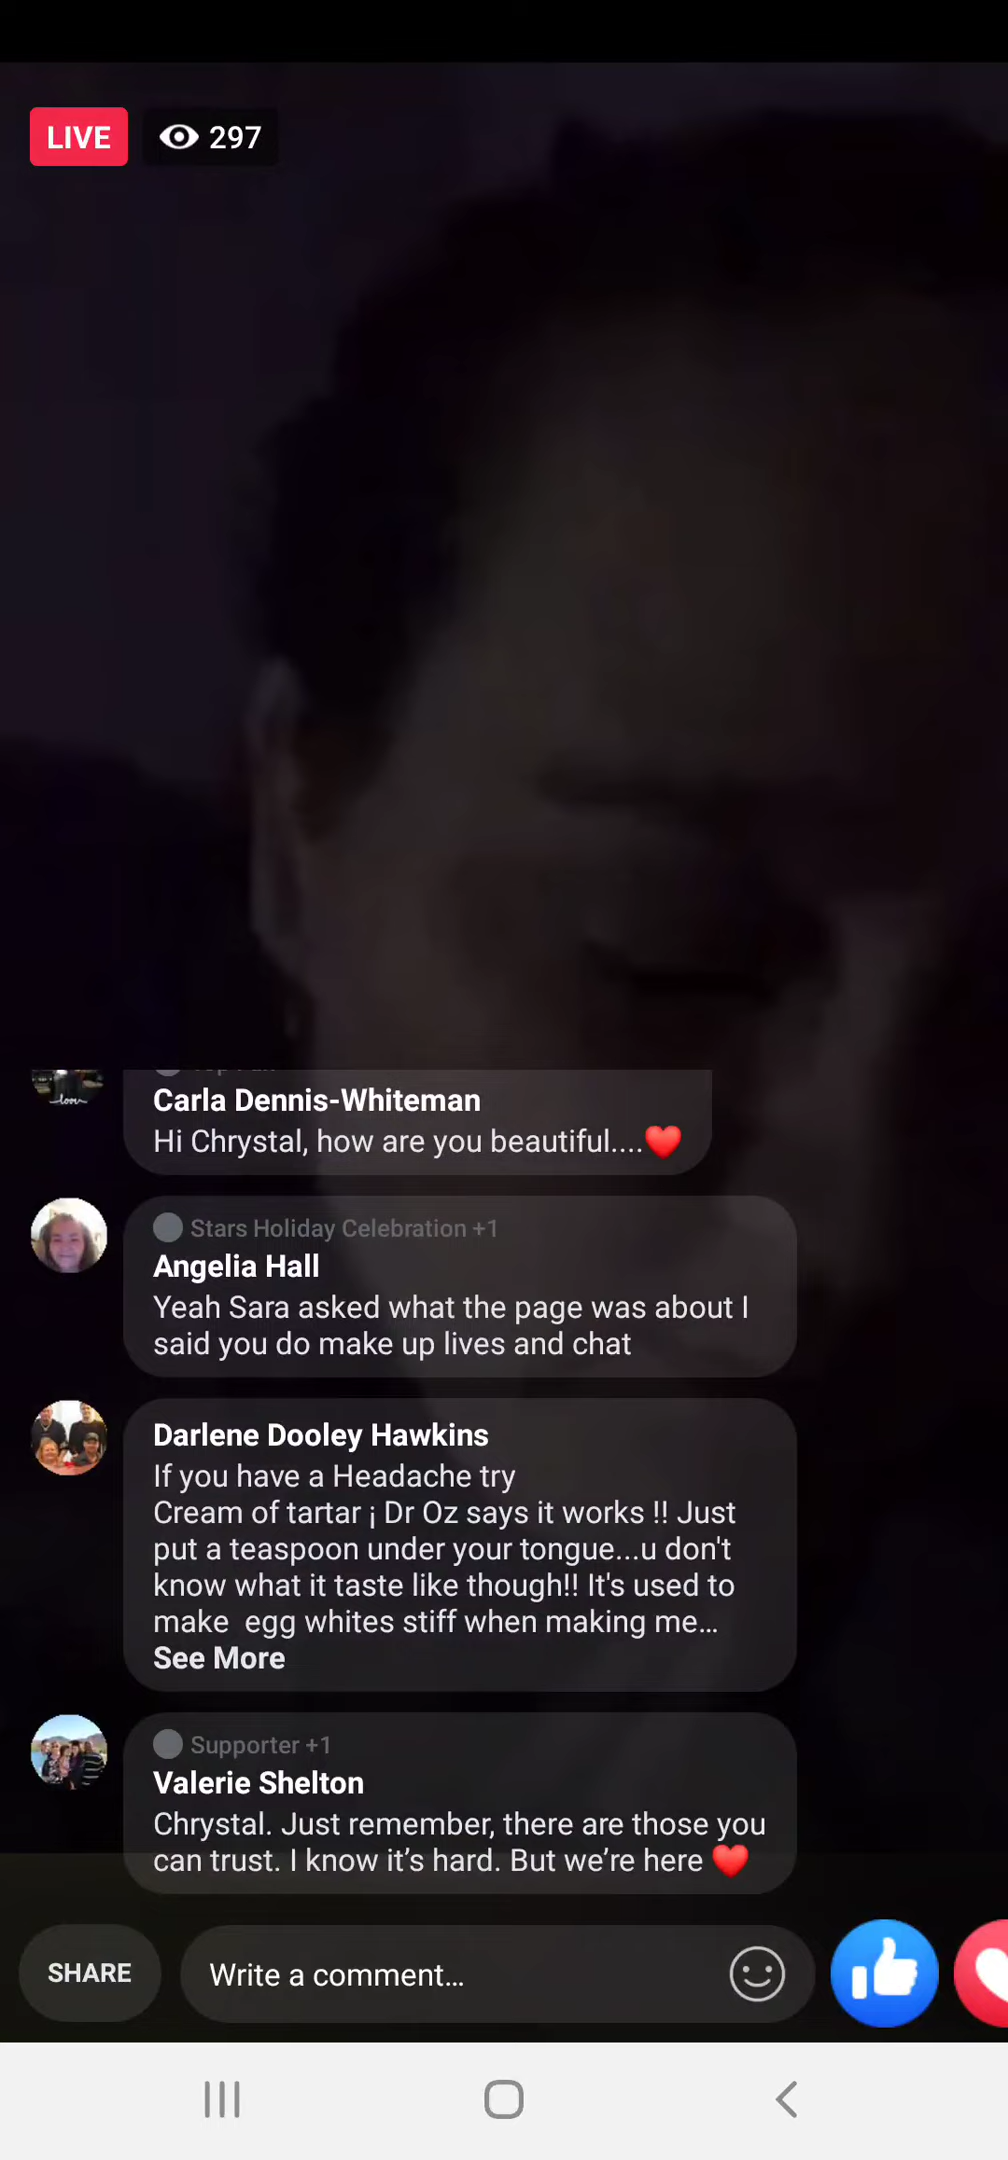 LIVE 297
Carla Dennis-Whiteman
Hi Chrystal, how are you beautiful....❤️
Stars Holiday Celebration +1
Angelia Hall
Yeah Sara asked what the page was about I
said you do make up lives and chat
Darlene Dooley Hawkins
If you have a Headache try
Cream of tartar ¡ Dr Oz says it works !! Just
put a teaspoon under your tongue...u don't
know what it taste like though!! It's used to
make  egg whites stiff when making me...
See More
Supporter +1
Valerie Shelton
Chrystal. Just remember, there are those you
can trust. I know it’s hard. But we’re here ❤️
SHARE Write a comment...